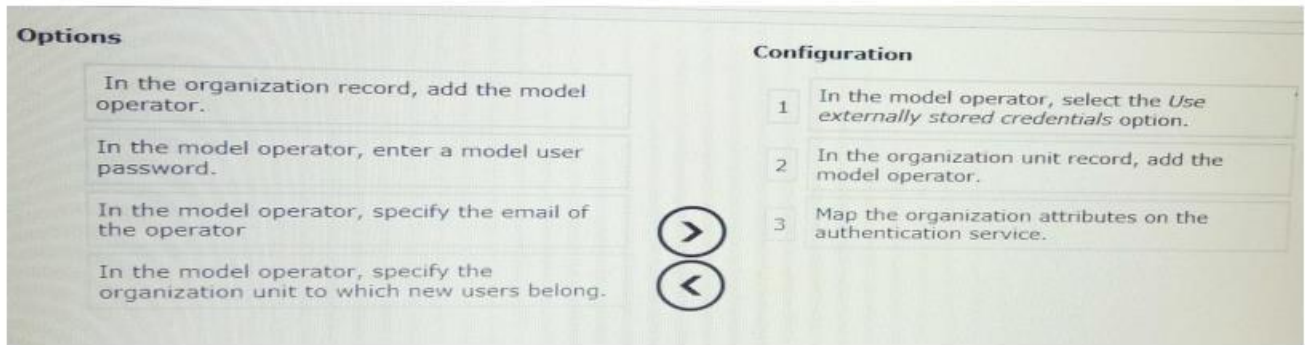 Options
In the organization record, add the model
operator.
In the model operator, enter a model user
password.
In the model operator, specify the email of
the operator
In the model operator, specify the
organization unit to which new users belong.
Configuration
1
In the model operator, select the Use
externally stored credentials option.
2
In the organization unit record, add the
model operator.
3
Map the organization attributes on the
authentication service.